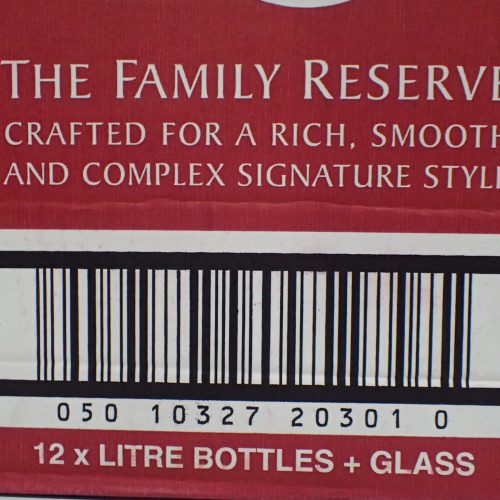 THE FAMILY RESERVE
CRAFTED FOR A RICH, SMOOTH
AND COMPLEX SIGNATURE STYLE
050 10327 20301 0
12 x LITRE BOTTLES + GLASS